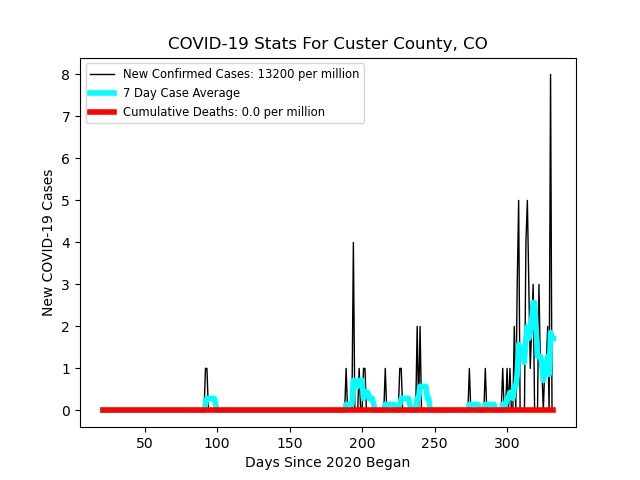 COVID-19 Stats For Custer County, CO
New Confirmed Cases: 13200 per million
7 Day Case Average
Cumulative Deaths: 0.0 per million
New COVID-19 Cases
8
7
6
5
4
3
2
1
0
50 100 150 200 250 300
Days Since 2020 Began